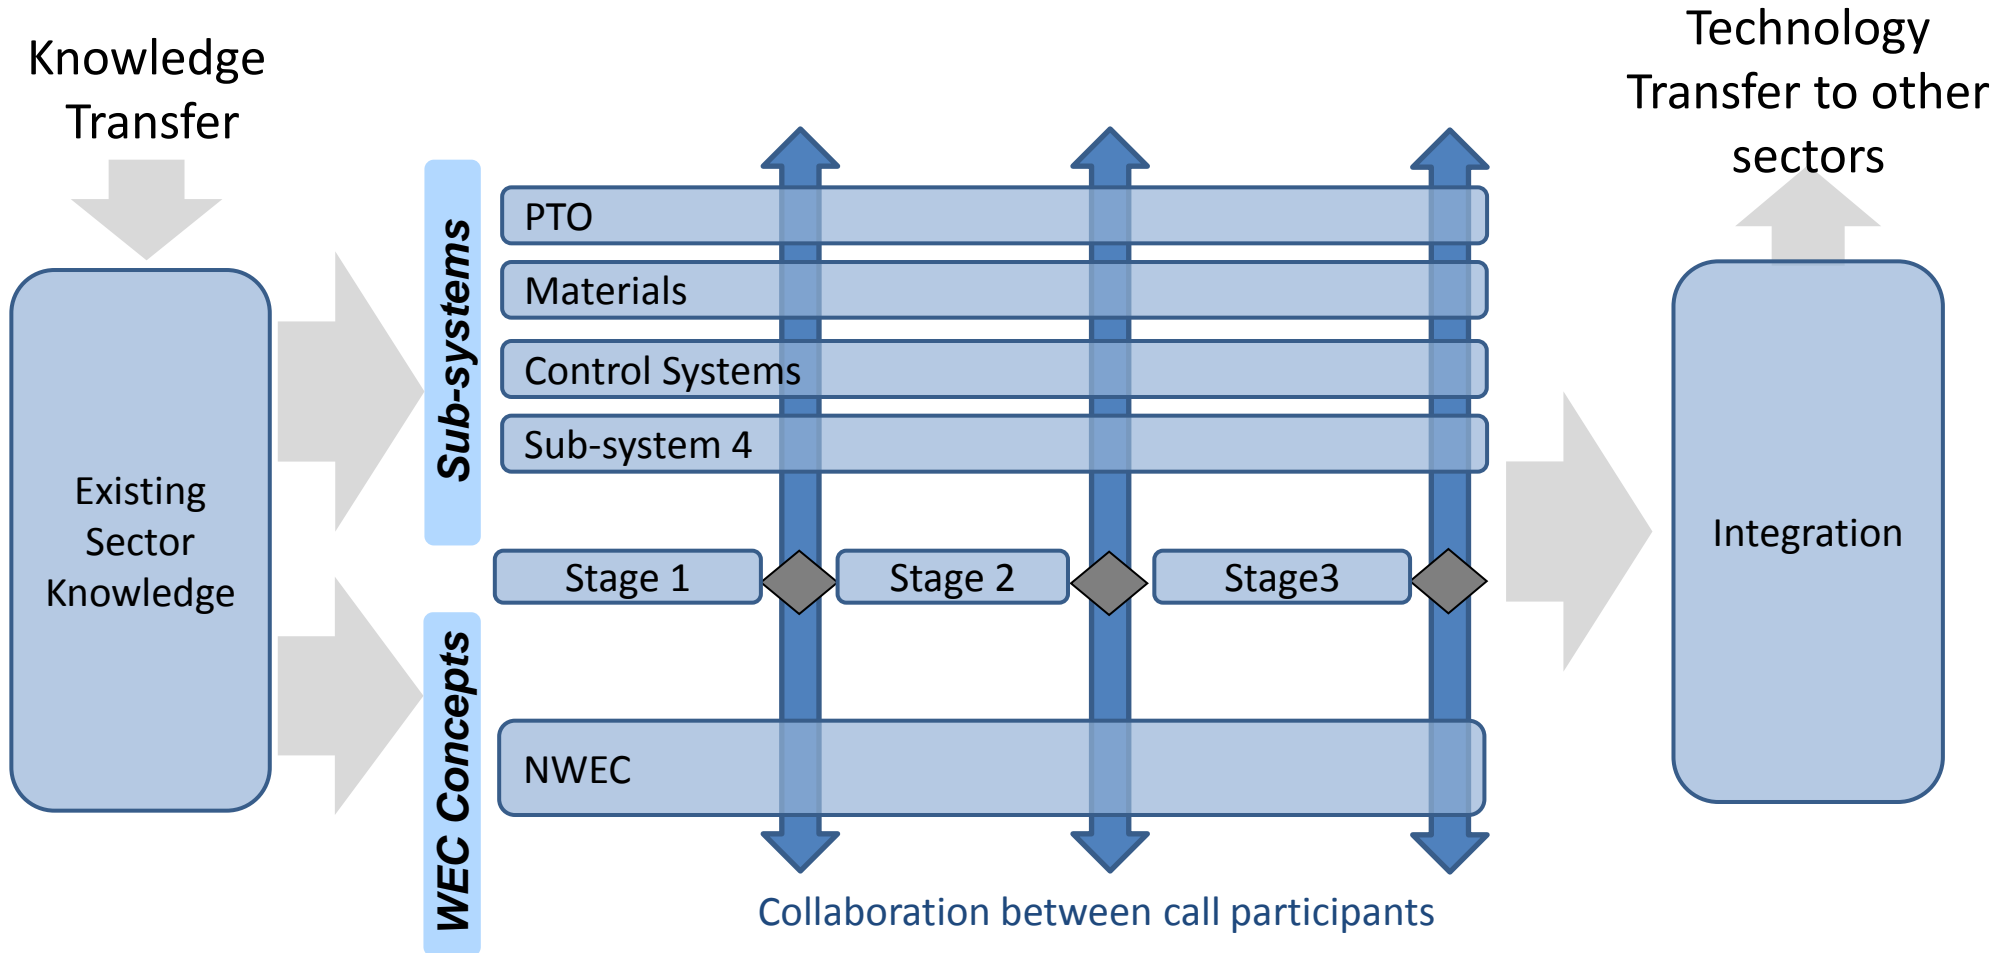 Knowledge
Transfer
Technology
Transfer to other
sectors
Existing
Sector
Knowledge
Sub-systems
PTO
Materials
Control Systems
Sub-system 4
Stage 1
Stage 2
Stage3
WEC Concepts
NWEC
Collaboration between call participants
Integration